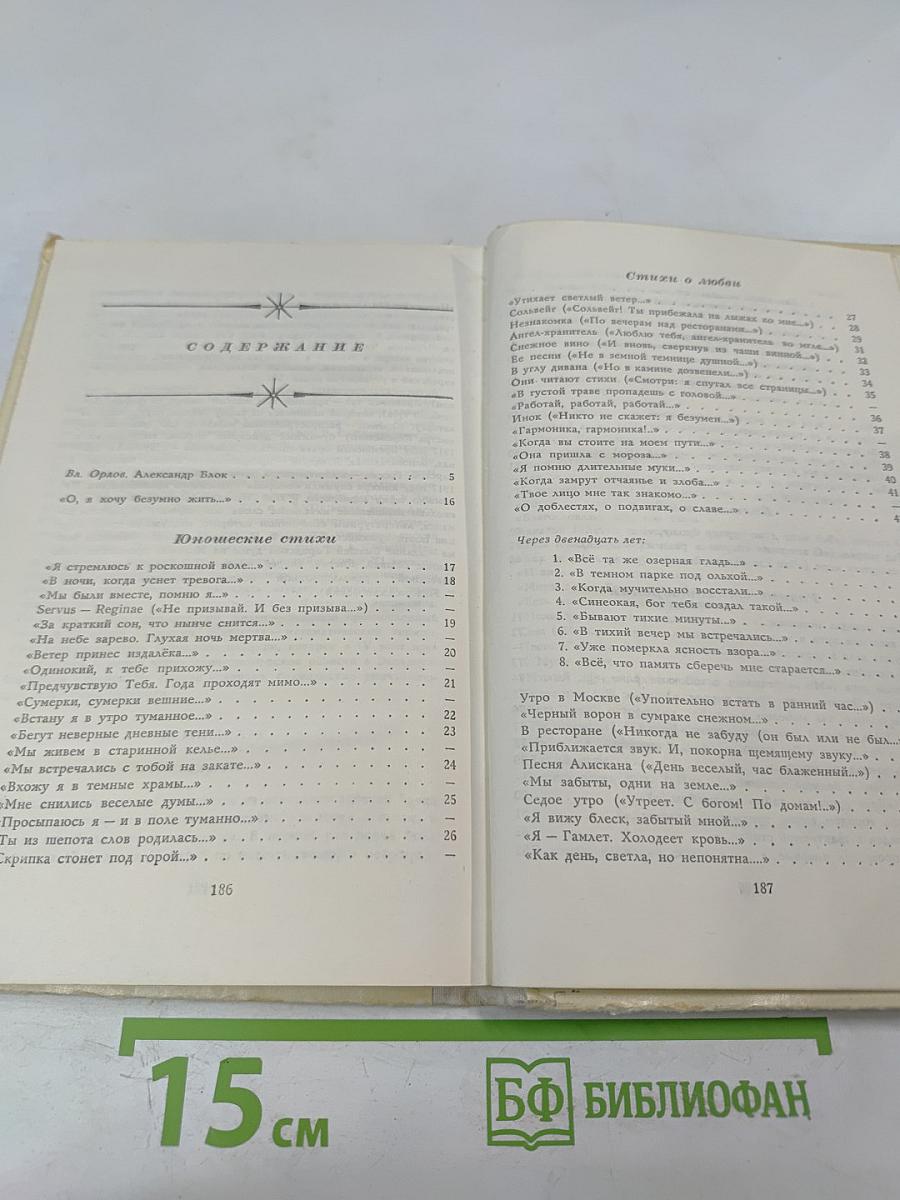 СОДЕРЖАНИЕ
Вл. Орлов. Александр Блок . . . . . . . . . . . . . . 5
«О, я хочу безумно жить...» . . . . . . . . . . . . . 16
Юношеские стихи
«Я стремлюсь к роскошной воле...» . . . . . . . . . . 17
«В ночи, когда уснет тревога...» . . . . . . . . . . . 18
«Мы были вместе, помню я...» . . . . . . . . . . . . —
Servus — Reginae («Не призывай. И без призыва...») . . . . —
«За краткий сон, что нынче снится...» . . . . . . . . . 19
«На небе зарево. Глухая ночь мертва...» . . . . . . . . —
«Ветер принес издалёка...» . . . . . . . . . . . . . 20
«Одинокий, к тебе прихожу...» . . . . . . . . . . . . —
«Предчувствую Тебя. Года проходят мимо...» . . . . . . . 21
«Сумерки, сумерки вешние...» . . . . . . . . . . . . —
«Встану я в утро туманное...» . . . . . . . . . . . . 22
«Бегут неверные дневные тени...» . . . . . . . . . . . 23
«Мы живем в старинной келье...» . . . . . . . . . . . —
«Мы встречались с тобой на закате...» . . . . . . . . . 24
«Вхожу я в темные храмы...» . . . . . . . . . . . . —
«Мне снились веселые думы...» . . . . . . . . . . . . 25
Просыпаюсь я — и в поле туманно...» . . . . . . . . . —
Ты из шепота слов родилась...» . . . . . . . . . . . . 26
Скрипка стонет под горой...» . . . . . . . . . . . . —
186
Стихи о любви
«Утихает светлый ветер...» . . . . . . . . . . . . . 27
Сольвейг («Сольвейг! Ты прибежала на лыжах ко мне...») . . 28
Незнакомка («По вечерам над ресторанами...») . . . . . . 29
Ангел-хранитель («Люблю тебя, ангел-хранитель во мгле...») 31
Снежное вино («И вновь, сверкнув из чаши винной...») . . . 32
Ее песни («Не в земной темнице душной...») . . . . . . . 33
В углу дивана («Но в камине дозвенели...») . . . . . . . 34
Они читают стихи («Смотри: я спутал все страницы...») . . 35
«В густой траве пропадешь с головой...» . . . . . . . . —
«Работай, работай, работай...» . . . . . . . . . . . . 36
Инок («Никто не скажет: я безумен...») . . . . . . . . 37
«Гармоника, гармоника!..» . . . . . . . . . . . . . —
«Когда вы стоите на моем пути...» . . . . . . . . . . 38
«Она пришла с мороза...» . . . . . . . . . . . . . 39
«Я помню длительные муки...» . . . . . . . . . . . . 40
«Когда замрут отчаянье и злоба...» . . . . . . . . . . 41
«Твое лицо мне так знакомо...» . . . . . . . . . . . —
«О доблестях, о подвигах, о славе...» . . . . . . . . . 4
Через двенадцать лет:
1. «Всё та же озерная гладь...» . . . . . . . . .
2. «В темном парке под ольхой...» . . . . . . . .
3. «Когда мучительно восстали...» . . . . . . . .
4. «Синеокая, бог тебя создал такой...» . . . . . .
5. «Бывают тихие минуты...» . . . . . . . . . .
6. «В тихий вечер мы встречались...» . . . . . . .
7. «Уже померкла ясность взора...» . . . . . . . .
8. «Всё, что память сберечь мне старается...» . . . .
Утро в Москве («Упоительно встать в ранний час...») . .
«Черный ворон в сумраке снежном...» . . . . . . . .
В ресторане («Никогда не забуду (он был или не был...
«Приближается звук. И, покорна щемящему звуку...» . .
Песня Алискана («День веселый, час блаженный...») . .
«Мы забыты, одни на земле...» . . . . . . . . . .
Седое утро («Утреет. С богом! По домам!..») . . . . .
«Я вижу блеск, забытый мной...» . . . . . . . . .
«Я — Гамлет. Холодеет кровь...» . . . . . . . . .
«Как день, светла, но непонятна....» . . . . . . . .
187
15 см
БФ БИБЛИОФАН